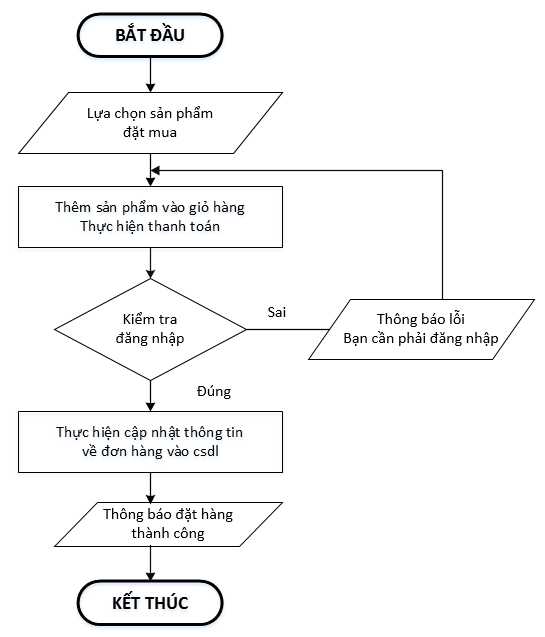 BẮT ĐẦU
Lựa chọn sản phẩm
đặt mua
Thêm sản phẩm vào giỏ hàng
Thực hiện thanh toán
Kiểm tra
đăng nhập
Sai
Thông báo lỗi
Bạn cần phải đăng nhập
Đúng
Thực hiện cập nhật thông tin
về đơn hàng vào csdl
Thông báo đặt hàng
thành công
KẾT THÚC